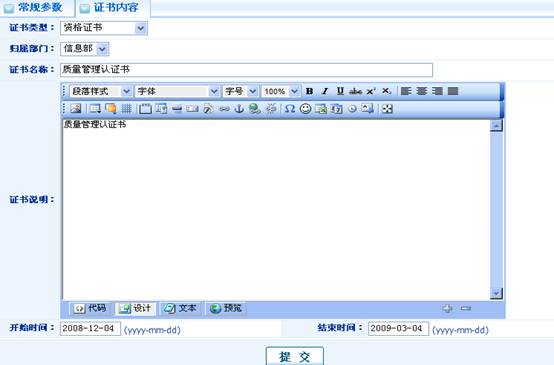 常规参数 证书内容
证书类型： 资格证书
归属部门： 信息部
证书名称： 质量管理认证书
段落样式 字体 字号 100% B I U abc x² x₂
质量管理认证书
证书说明：
代码 设计 文本 预览
开始时间： 2008-12-04 (yyyy-mm-dd) 结束时间： 2009-03-04 (yyyy-mm-dd)
提 交